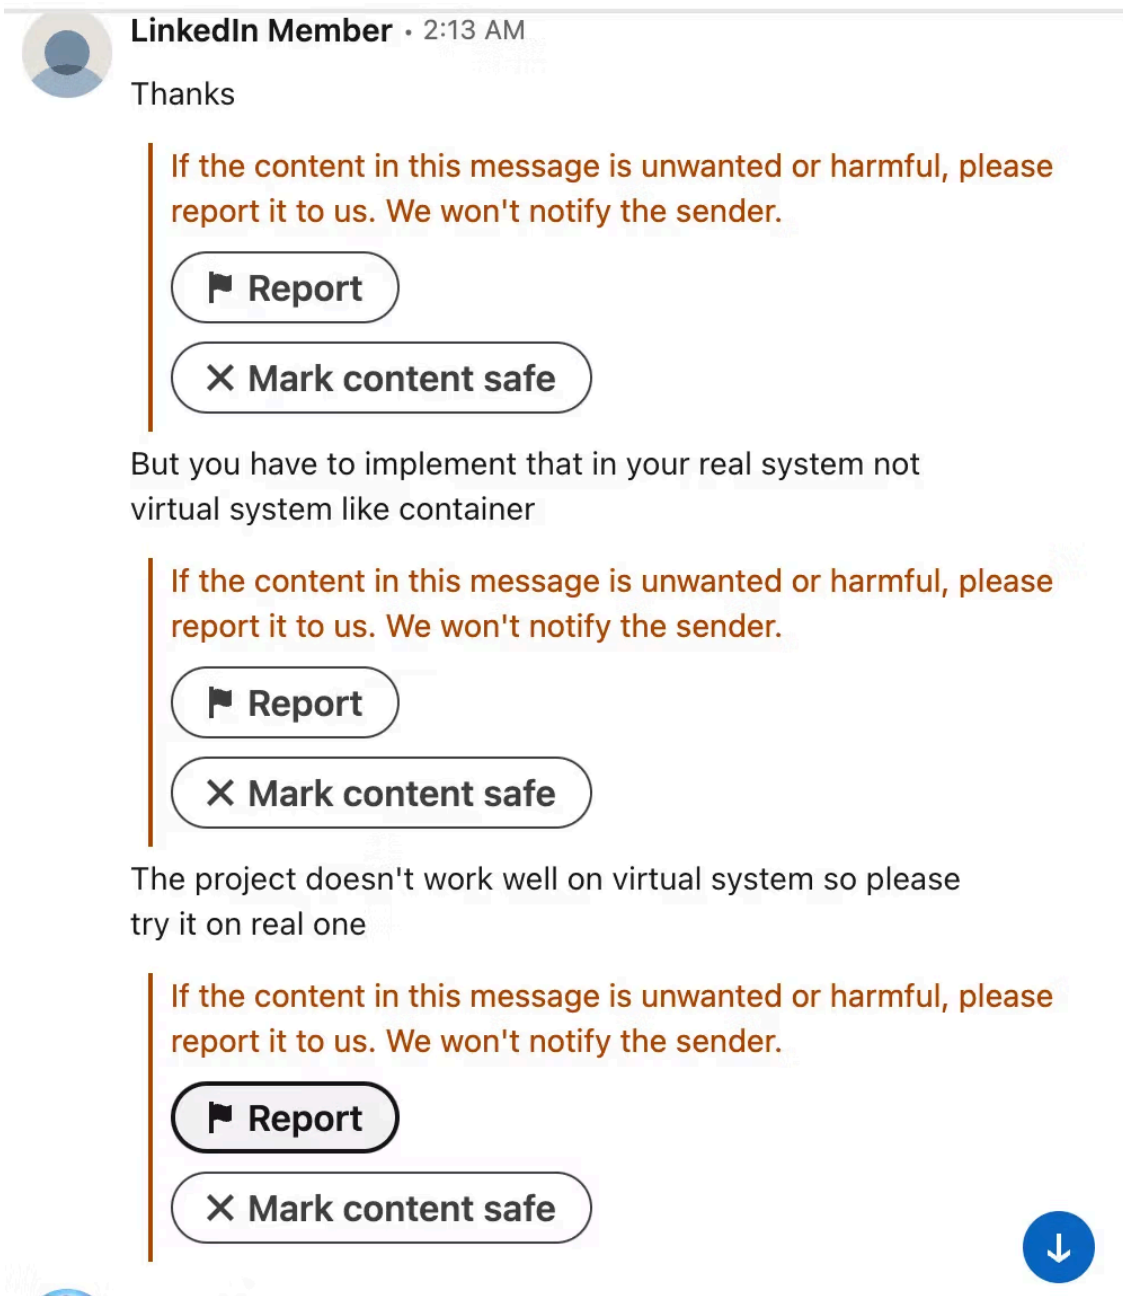 LinkedIn Member • 2:13 AM
Thanks
If the content in this message is unwanted or harmful, please
report it to us. We won't notify the sender.
Report
Mark content safe
But you have to implement that in your real system not
virtual system like container
If the content in this message is unwanted or harmful, please
report it to us. We won't notify the sender.
Report
Mark content safe
The project doesn't work well on virtual system so please
try it on real one
If the content in this message is unwanted or harmful, please
report it to us. We won't notify the sender.
Report
Mark content safe